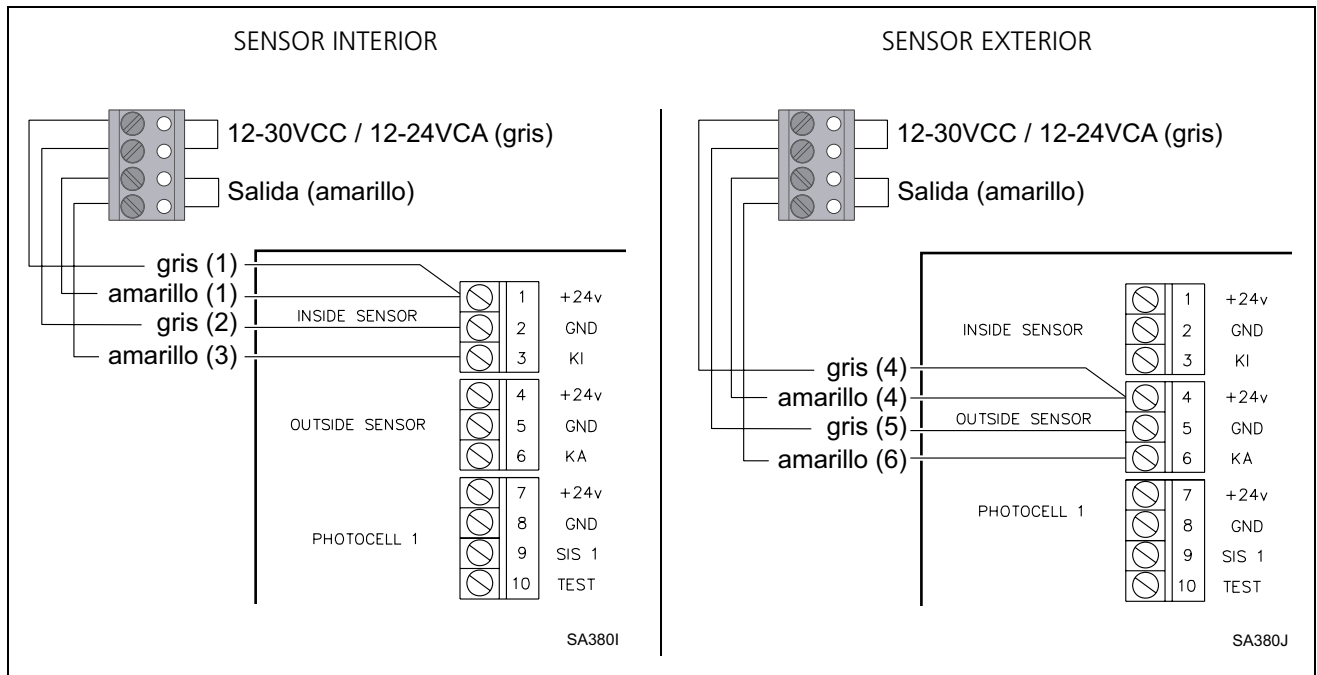 SENSOR INTERIOR
12-30VCC / 12-24VCA (gris)
Salida (amarillo)
gris (1)
amarillo (1)
gris (2)
amarillo (3)
INSIDE SENSOR
1 +24v
2 GND
3 KI
OUTSIDE SENSOR
4 +24v
5 GND
6 KA
PHOTOCELL 1
7 +24v
8 GND
9 SIS 1
10 TEST
SA380I
SENSOR EXTERIOR
12-30VCC / 12-24VCA (gris)
Salida (amarillo)
gris (4)
amarillo (4)
gris (5)
amarillo (6)
INSIDE SENSOR
1 +24v
2 GND
3 KI
OUTSIDE SENSOR
4 +24v
5 GND
6 KA
PHOTOCELL 1
7 +24v
8 GND
9 SIS 1
10 TEST
SA380J